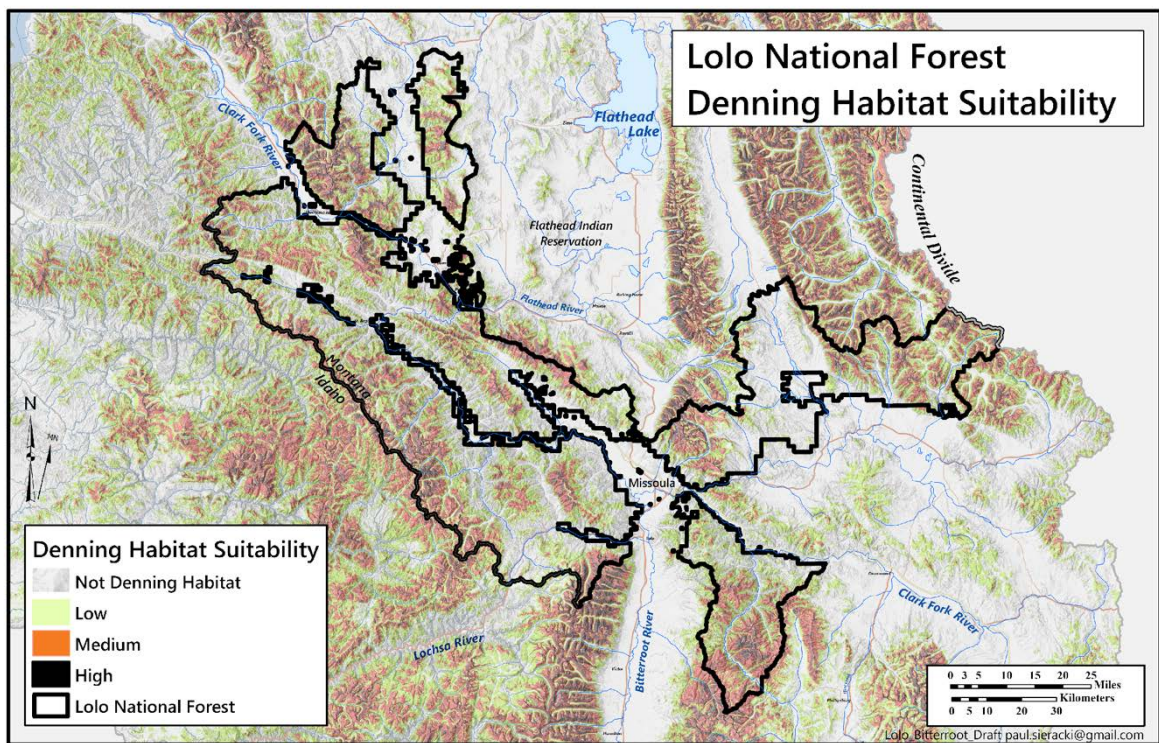 Lolo National Forest
Denning Habitat Suitability
Clark Fork River
Flathead
Lake
Continental Divide
Flathead Indian
Reservation
Flathead River
Montana
Idaho
N
MN
Missoula
Denning Habitat Suitability
Not Denning Habitat
Low
Medium
High
Lolo National Forest
Lochsa River
Bitterroot River
Clark Fork River
0 3 5 10 15 20 25
Miles
Kilometers
0 5 10 20 30
Lolo_Bitterroot_Draft paul.sieracki@gmail.com